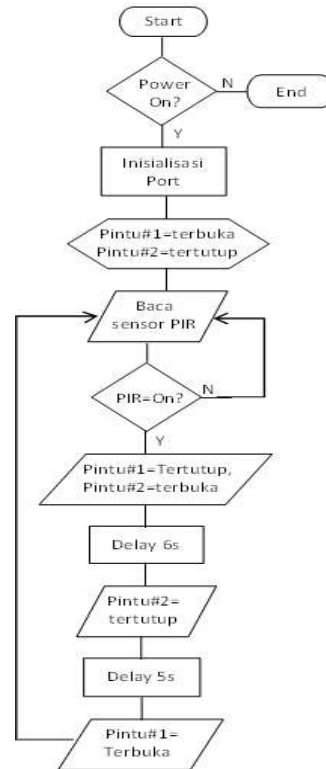 Start
Power
On?
N
End
Y
Inisialisasi
Port
Pintu#1=terbuka
Pintu#2=tertutup
Baca
sensor PIR
PIR=On?
N
Y
Pintu#1=Tertutup,
Pintu#2=terbuka
Delay 6s
Pintu#2=
tertutup
Delay 5s
Pintu#1=
Terbuka